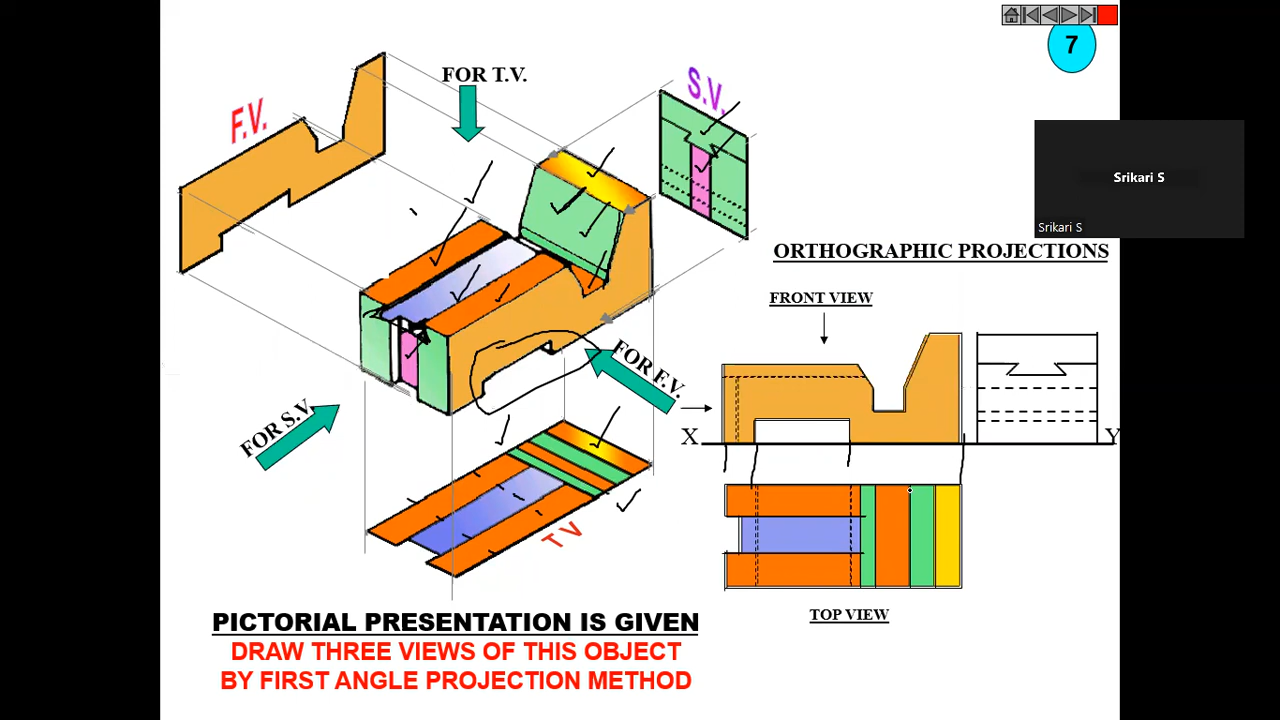 7
FOR T.V.
S.V.
F.V.
Srikari S
Srikari S
ORTHOGRAPHIC PROJECTIONS
FRONT VIEW
FOR F.V.
FOR S.V.
X
Y
T V
TOP VIEW
PICTORIAL PRESENTATION IS GIVEN
DRAW THREE VIEWS OF THIS OBJECT
BY FIRST ANGLE PROJECTION METHOD